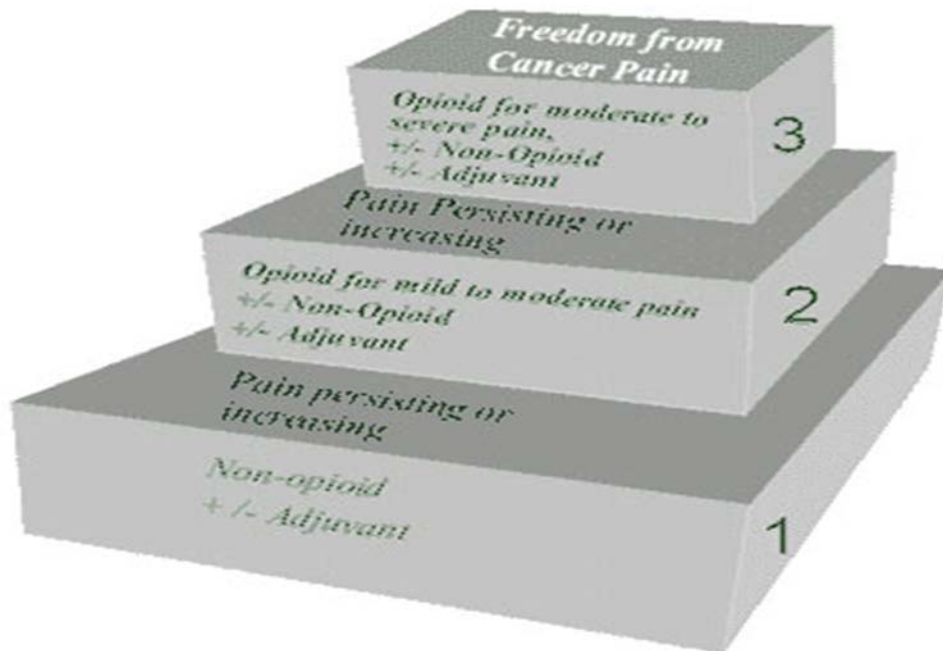 Freedom from
Cancer Pain
Opioid for moderate to
severe pain,
+/- Non-Opioid
+/- Adjuvant
3
Pain Persisting or
increasing
Opioid for mild to moderate pain
+/- Non-Opioid
+/- Adjuvant
2
Pain persisting or
increasing
Non-opioid
+ /- Adjuvant
1